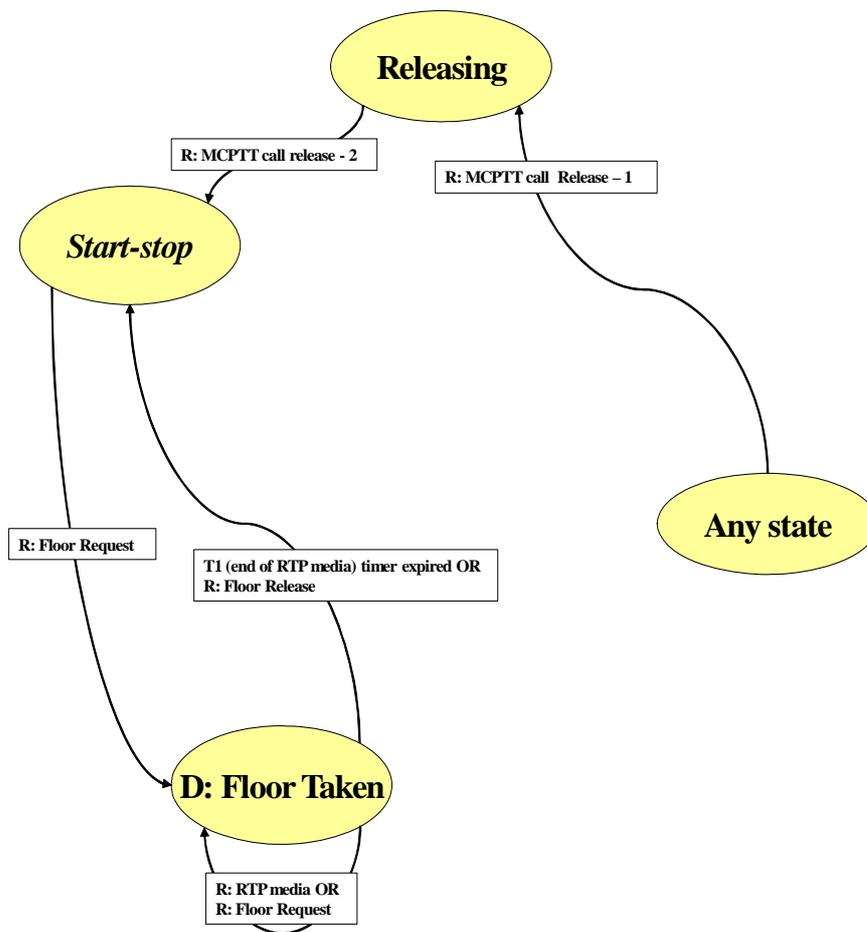 Releasing
R: MCPTT call release - 2
R: MCPTT call Release – 1
Start-stop
Any state
R: Floor Request
T1 (end of RTP media) timer expired OR
R: Floor Release
D: Floor Taken
R: RTP media OR
R: Floor Request